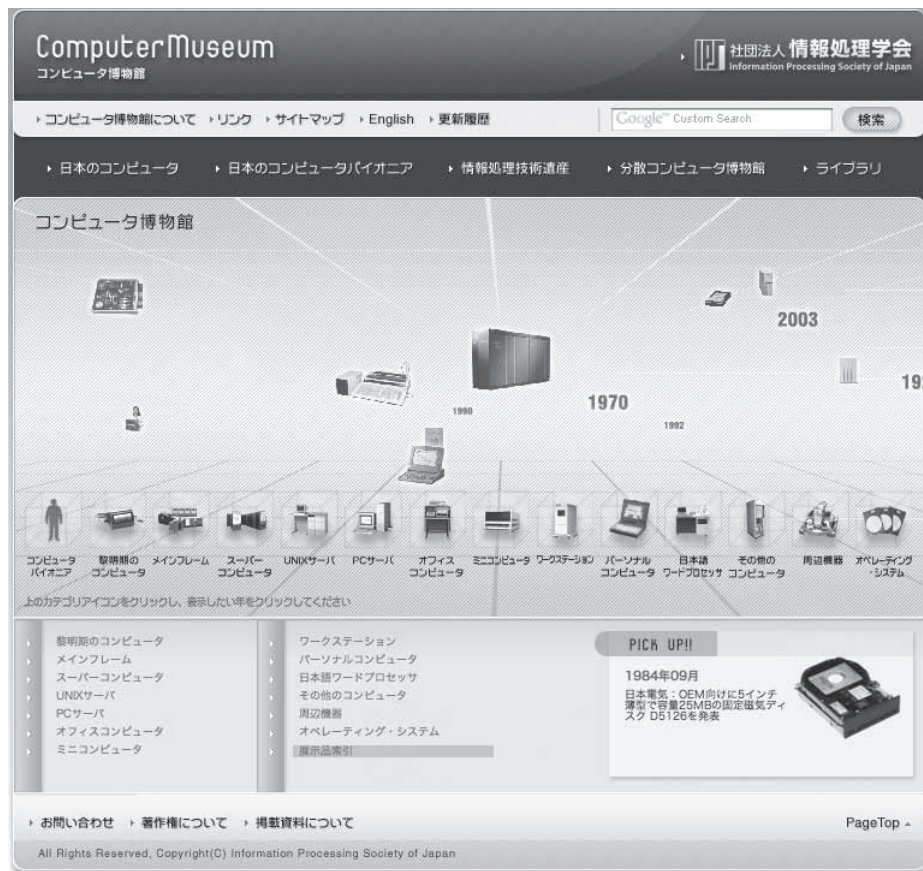 ComputerMuseum
コンピュータ博物館
社団法人 情報処理学会
Information Processing Society of Japan
コンピュータ博物館について リンク サイトマップ English 更新履歴
Google™ Custom Search 検索
日本のコンピュータ 日本のコンピュータパイオニア 情報処理技術遺産 分散コンピュータ博物館 ライブラリ
コンピュータ博物館
2003
1970
1990
1992
19
コンピュータ
パイオニア
黎明期の
コンピュータ
メインフレーム
スーパー
コンピュータ
UNIXサーバ
PCサーバ
オフィス
コンピュータ
ミニコンピュータ
ワークステーション
パーソナル
コンピュータ
日本語
ワードプロセッサ
その他の
コンピュータ
周辺機器
オペレーティング
・システム
上のカテゴリアイコンをクリックし、表示したい年をクリックしてください
黎明期のコンピュータ
メインフレーム
スーパーコンピュータ
UNIXサーバ
PCサーバ
オフィスコンピュータ
ミニコンピュータ
ワークステーション
パーソナルコンピュータ
日本語ワードプロセッサ
その他のコンピュータ
周辺機器
オペレーティング・システム
展示品索引
PICK UP!!
1984年09月
日本電気：OEM向けに5インチ
薄型で容量25MBの固定磁気ディ
スク D5126を発表
お問い合わせ 著作権について 掲載資料について
PageTop
All Rights Reserved, Copyright(C) Information Processing Society of Japan